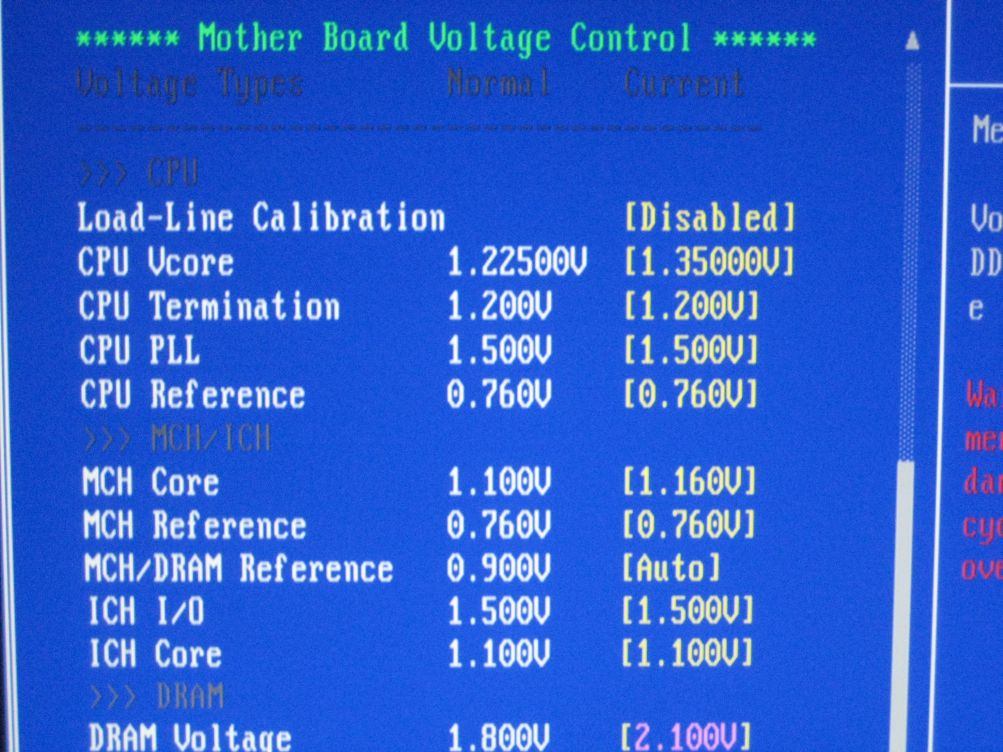 ****** Mother Board Voltage Control ******
Voltage Types Normal Current
>>> CPU
Load-Line Calibration [Disabled]
CPU Vcore 1.22500V [1.35000V]
CPU Termination 1.200V [1.200V]
CPU PLL 1.500V [1.500V]
CPU Reference 0.760V [0.760V]
>>> MCH/ICH
MCH Core 1.100V [1.160V]
MCH Reference 0.760V [0.760V]
MCH/DRAM Reference 0.900V [Auto]
ICH I/O 1.500V [1.500V]
ICH Core 1.100V [1.100V]
>>> DRAM
DRAM Voltage 1.800V [2.100V]
Me
Vo
DD
e
Wa
mem
dam
cyc
ove